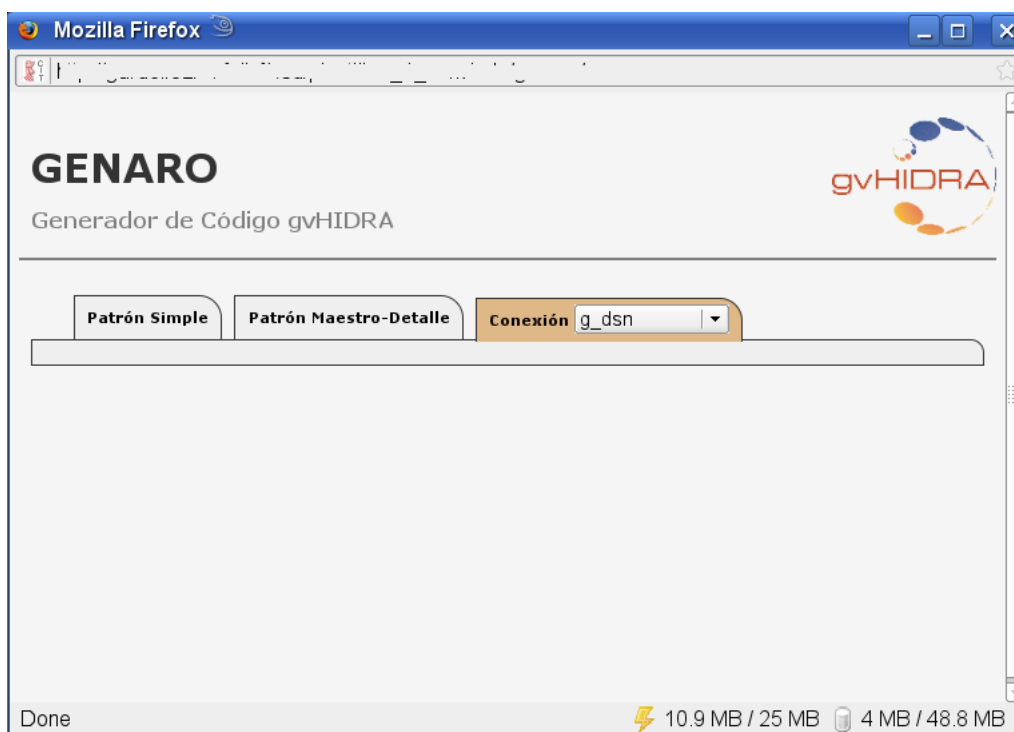 Mozilla Firefox
GENARO
gvHIDRA
Generador de Código gvHIDRA
Patrón Simple
Patrón Maestro-Detalle
Conexión g_dsn
Done
10.9 MB / 25 MB
4 MB / 48.8 MB